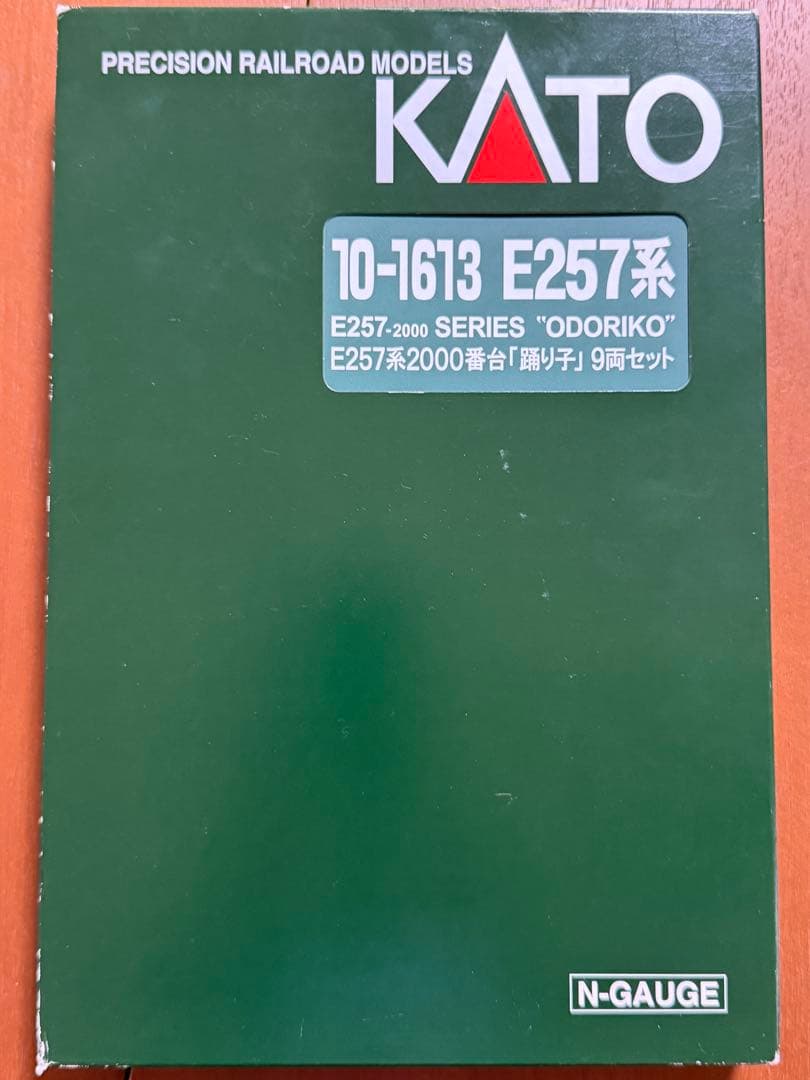 PRECISION RAILROAD MODELS
KATO
10-1613 E257系
E257-2000 SERIES "ODORIKO"
E257系2000番台「踊り子」9両セット
N-GAUGE